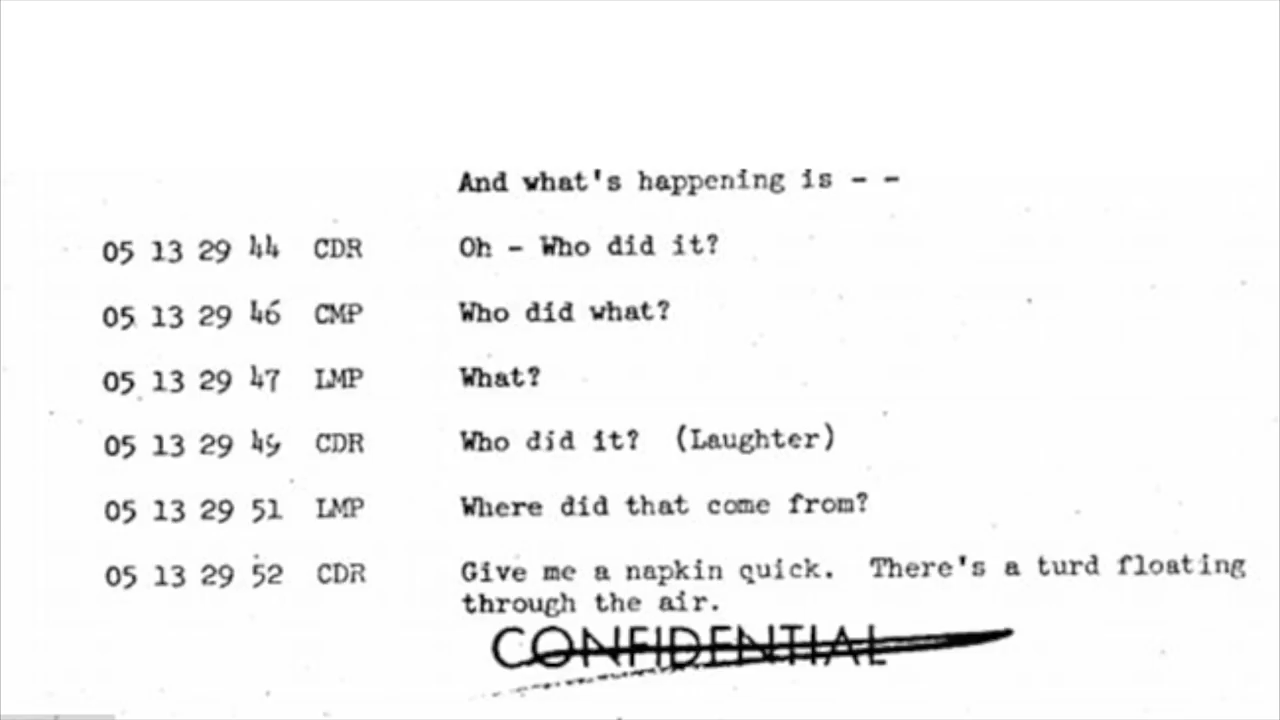 And what's happening is - -
05 13 29 44 CDR Oh - Who did it?
05 13 29 46 CMP Who did what?
05 13 29 47 LMP What?
05 13 29 49 CDR Who did it? (Laughter)
05 13 29 51 LMP Where did that come from?
05 13 29 52 CDR Give me a napkin quick. There's a turd floating
through the air.
CONFIDENTIAL